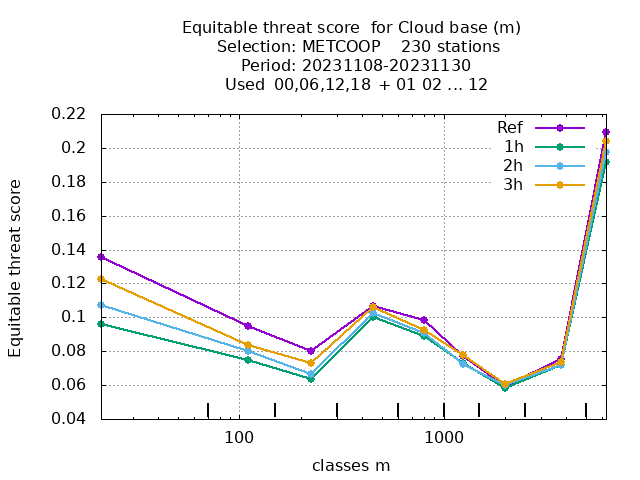 Equitable threat score  for Cloud base (m)
Selection: METCOOP    230 stations
Period: 20231108-20231130
Used  00,06,12,18  + 01 02 ... 12
Ref
1h
2h
3h
0.22
0.2
0.18
0.16
0.14
0.12
0.1
0.08
0.06
0.04
Equitable threat score
100
1000
classes m